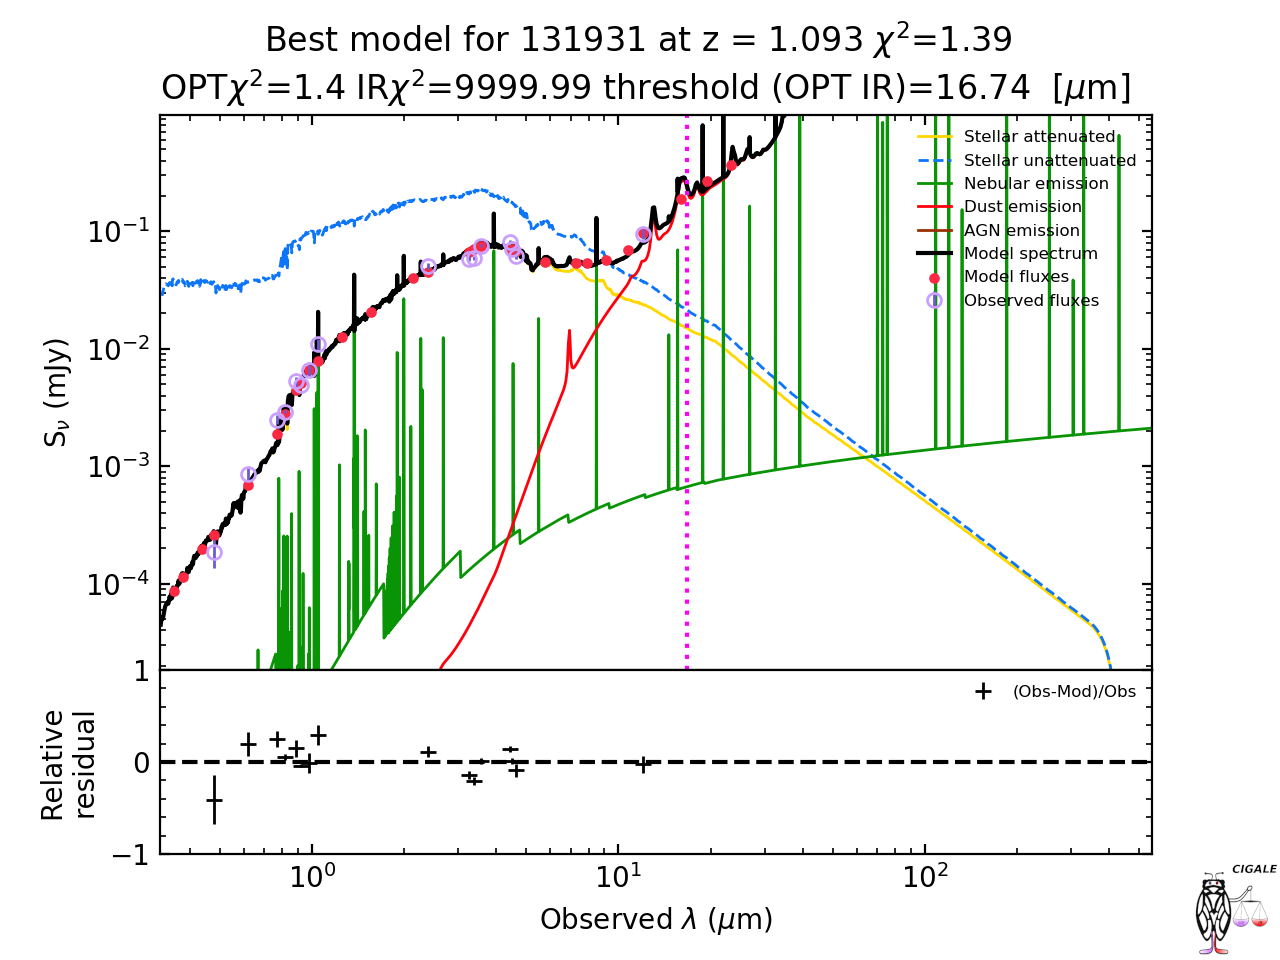 Best model for 131931 at z = 1.093 χ²=1.39
OPTχ²=1.4 IRχ²=9999.99 threshold (OPT IR)=16.74 [μm]
Stellar attenuated
Stellar unattenuated
Nebular emission
Dust emission
AGN emission
Model spectrum
Model fluxes
Observed fluxes
10⁻¹
10⁻²
10⁻³
10⁻⁴
S_ν (mJy)
1
0
−1
Relative
residual
(Obs-Mod)/Obs
10⁰
10¹
10²
Observed λ (μm)
CIGALE